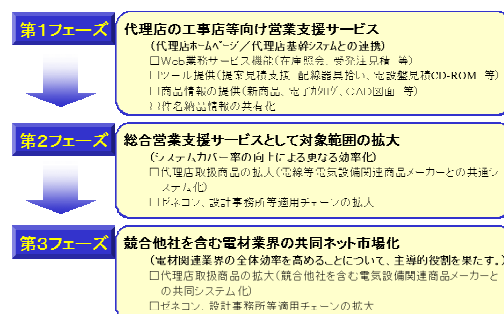 第１フェーズ
代理店の工事店等向け営業支援サービス
（代理店ホームページ／代理店基幹システムとの連携）
□Web業務サービス機能(在庫照会、受発注見積　等)
□ツール提供（提案見積支援　配線器具拾い、電設盤見積CD-ROM　等）
□商品情報の提供（新商品、電子カタログ、CAD図面　等）
□件名納品情報の共有化
第２フェーズ
総合営業支援サービスとして対象範囲の拡大
（システムカバー率の向上による更なる効率化）
□代理店取扱商品の拡大（電線等電気設備関連商品メーカーとの共通シ
ステム化）
□ゼネコン、設計事務所等適用チェーンの拡大
第３フェーズ
競合他社を含む電材業界の共同ネット市場化
（電材関連業界の全体効率を高めることについて、主導的役割を果たす。）
□代理店取扱商品の拡大（競合他社を含む電気設備関連商品メーカーと
の共同システム化）
□ゼネコン、設計事務所等適用チェーンの拡大